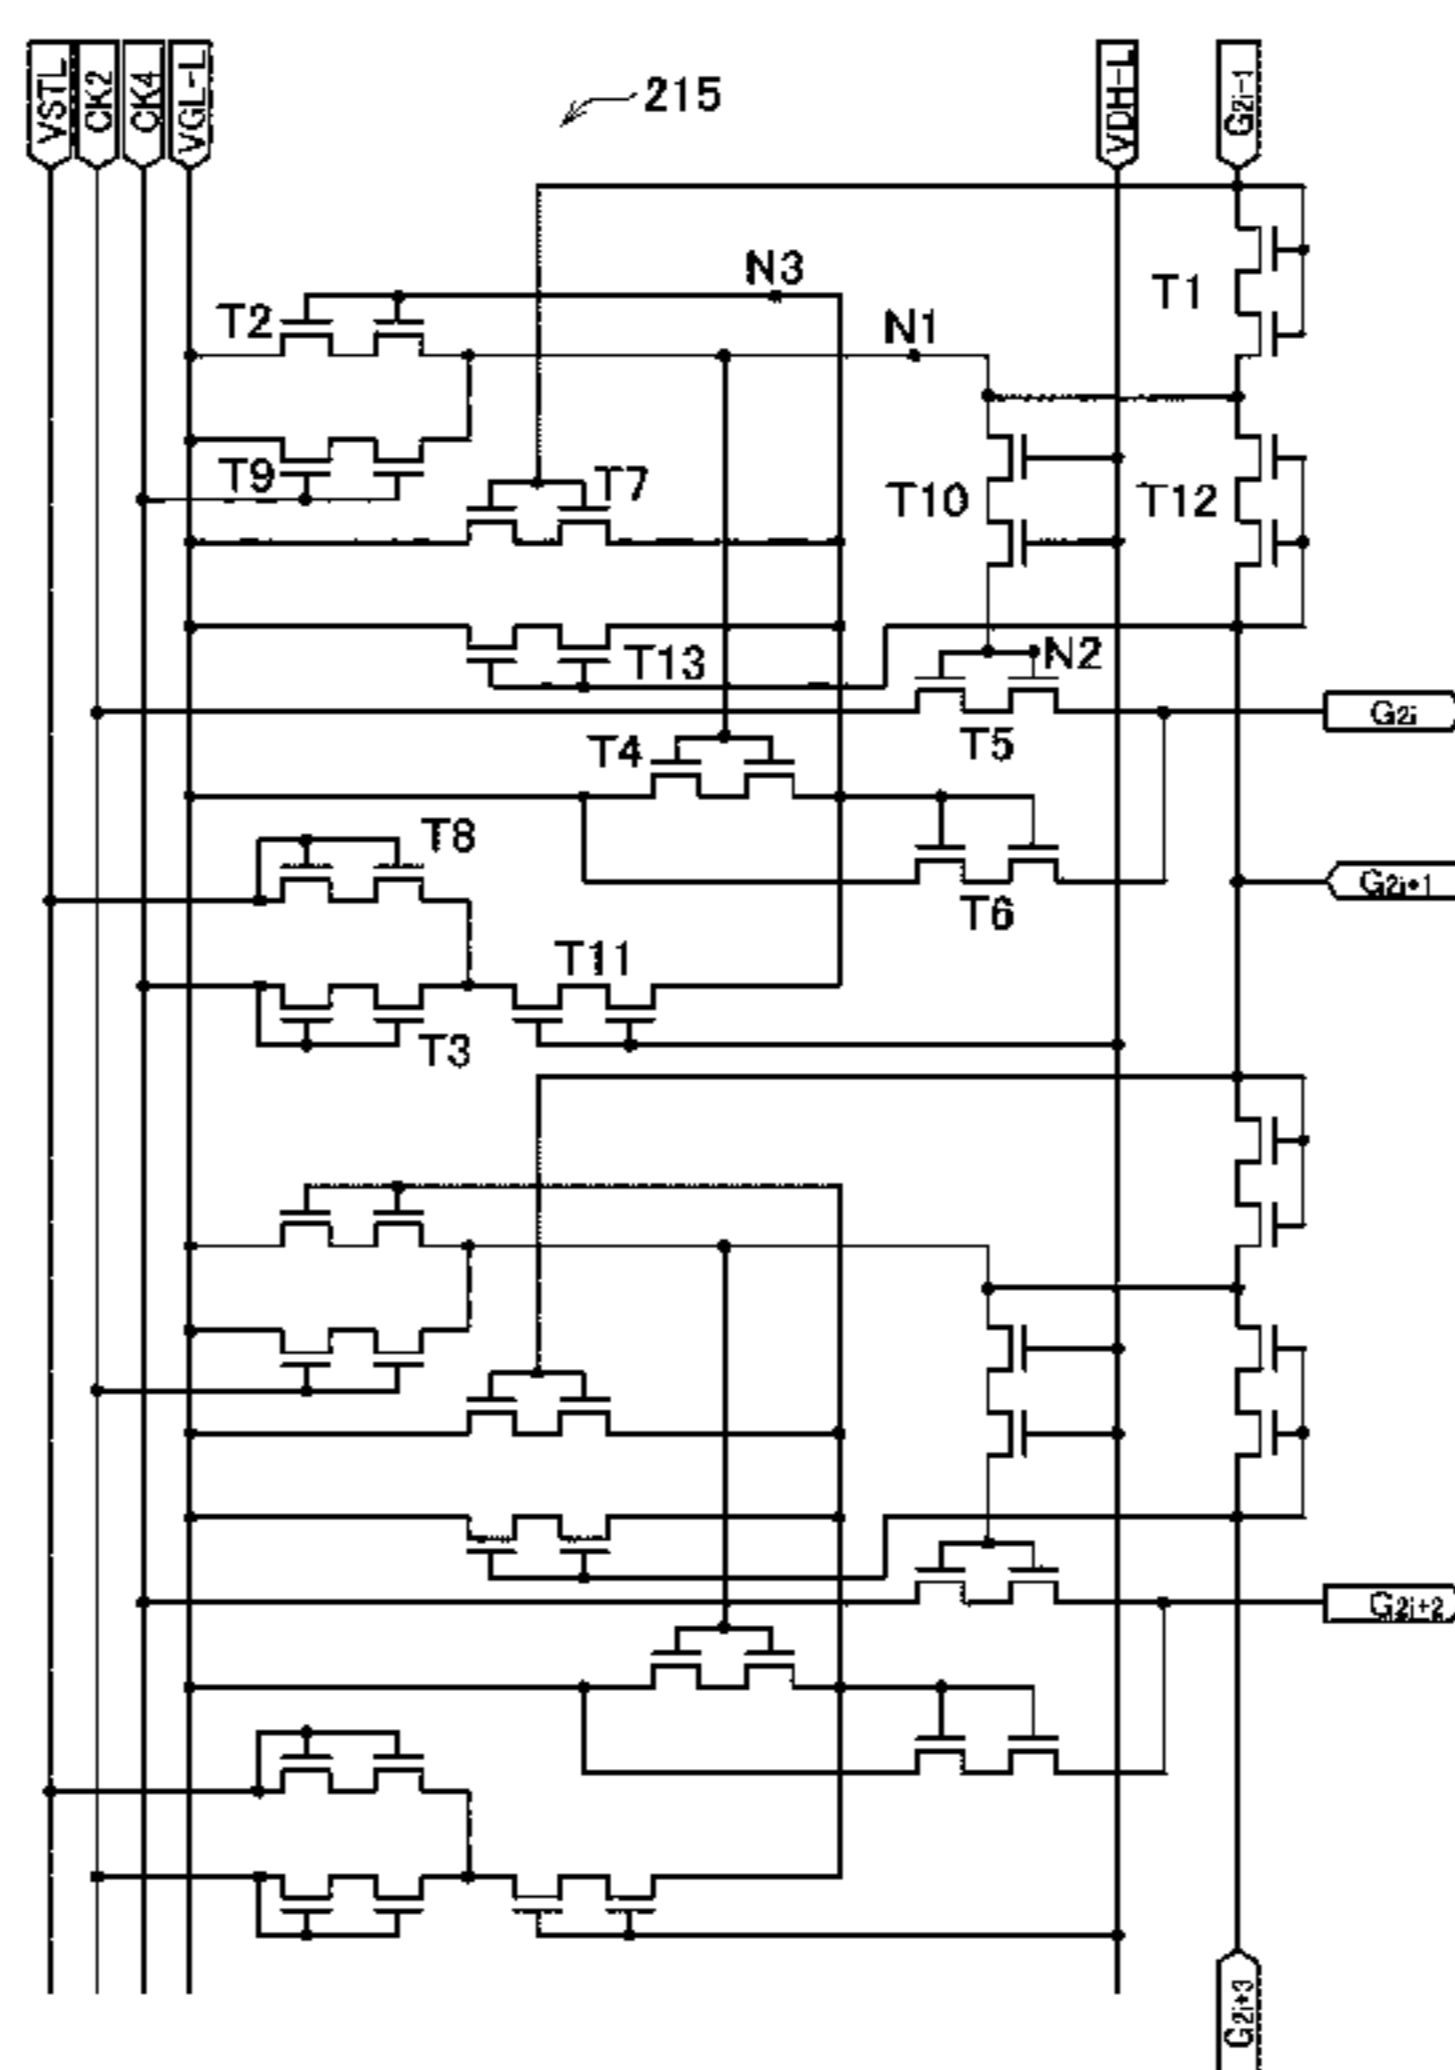 VSTL
CK2
CK4
VGL-L
215
VDH-L
G2i-1
N3
T1
T2
N1
T9
T7
T10
T12
T13
N2
G2i
T4
T5
T8
G2i+1
T6
T11
T3
G2i+2
G2i+3